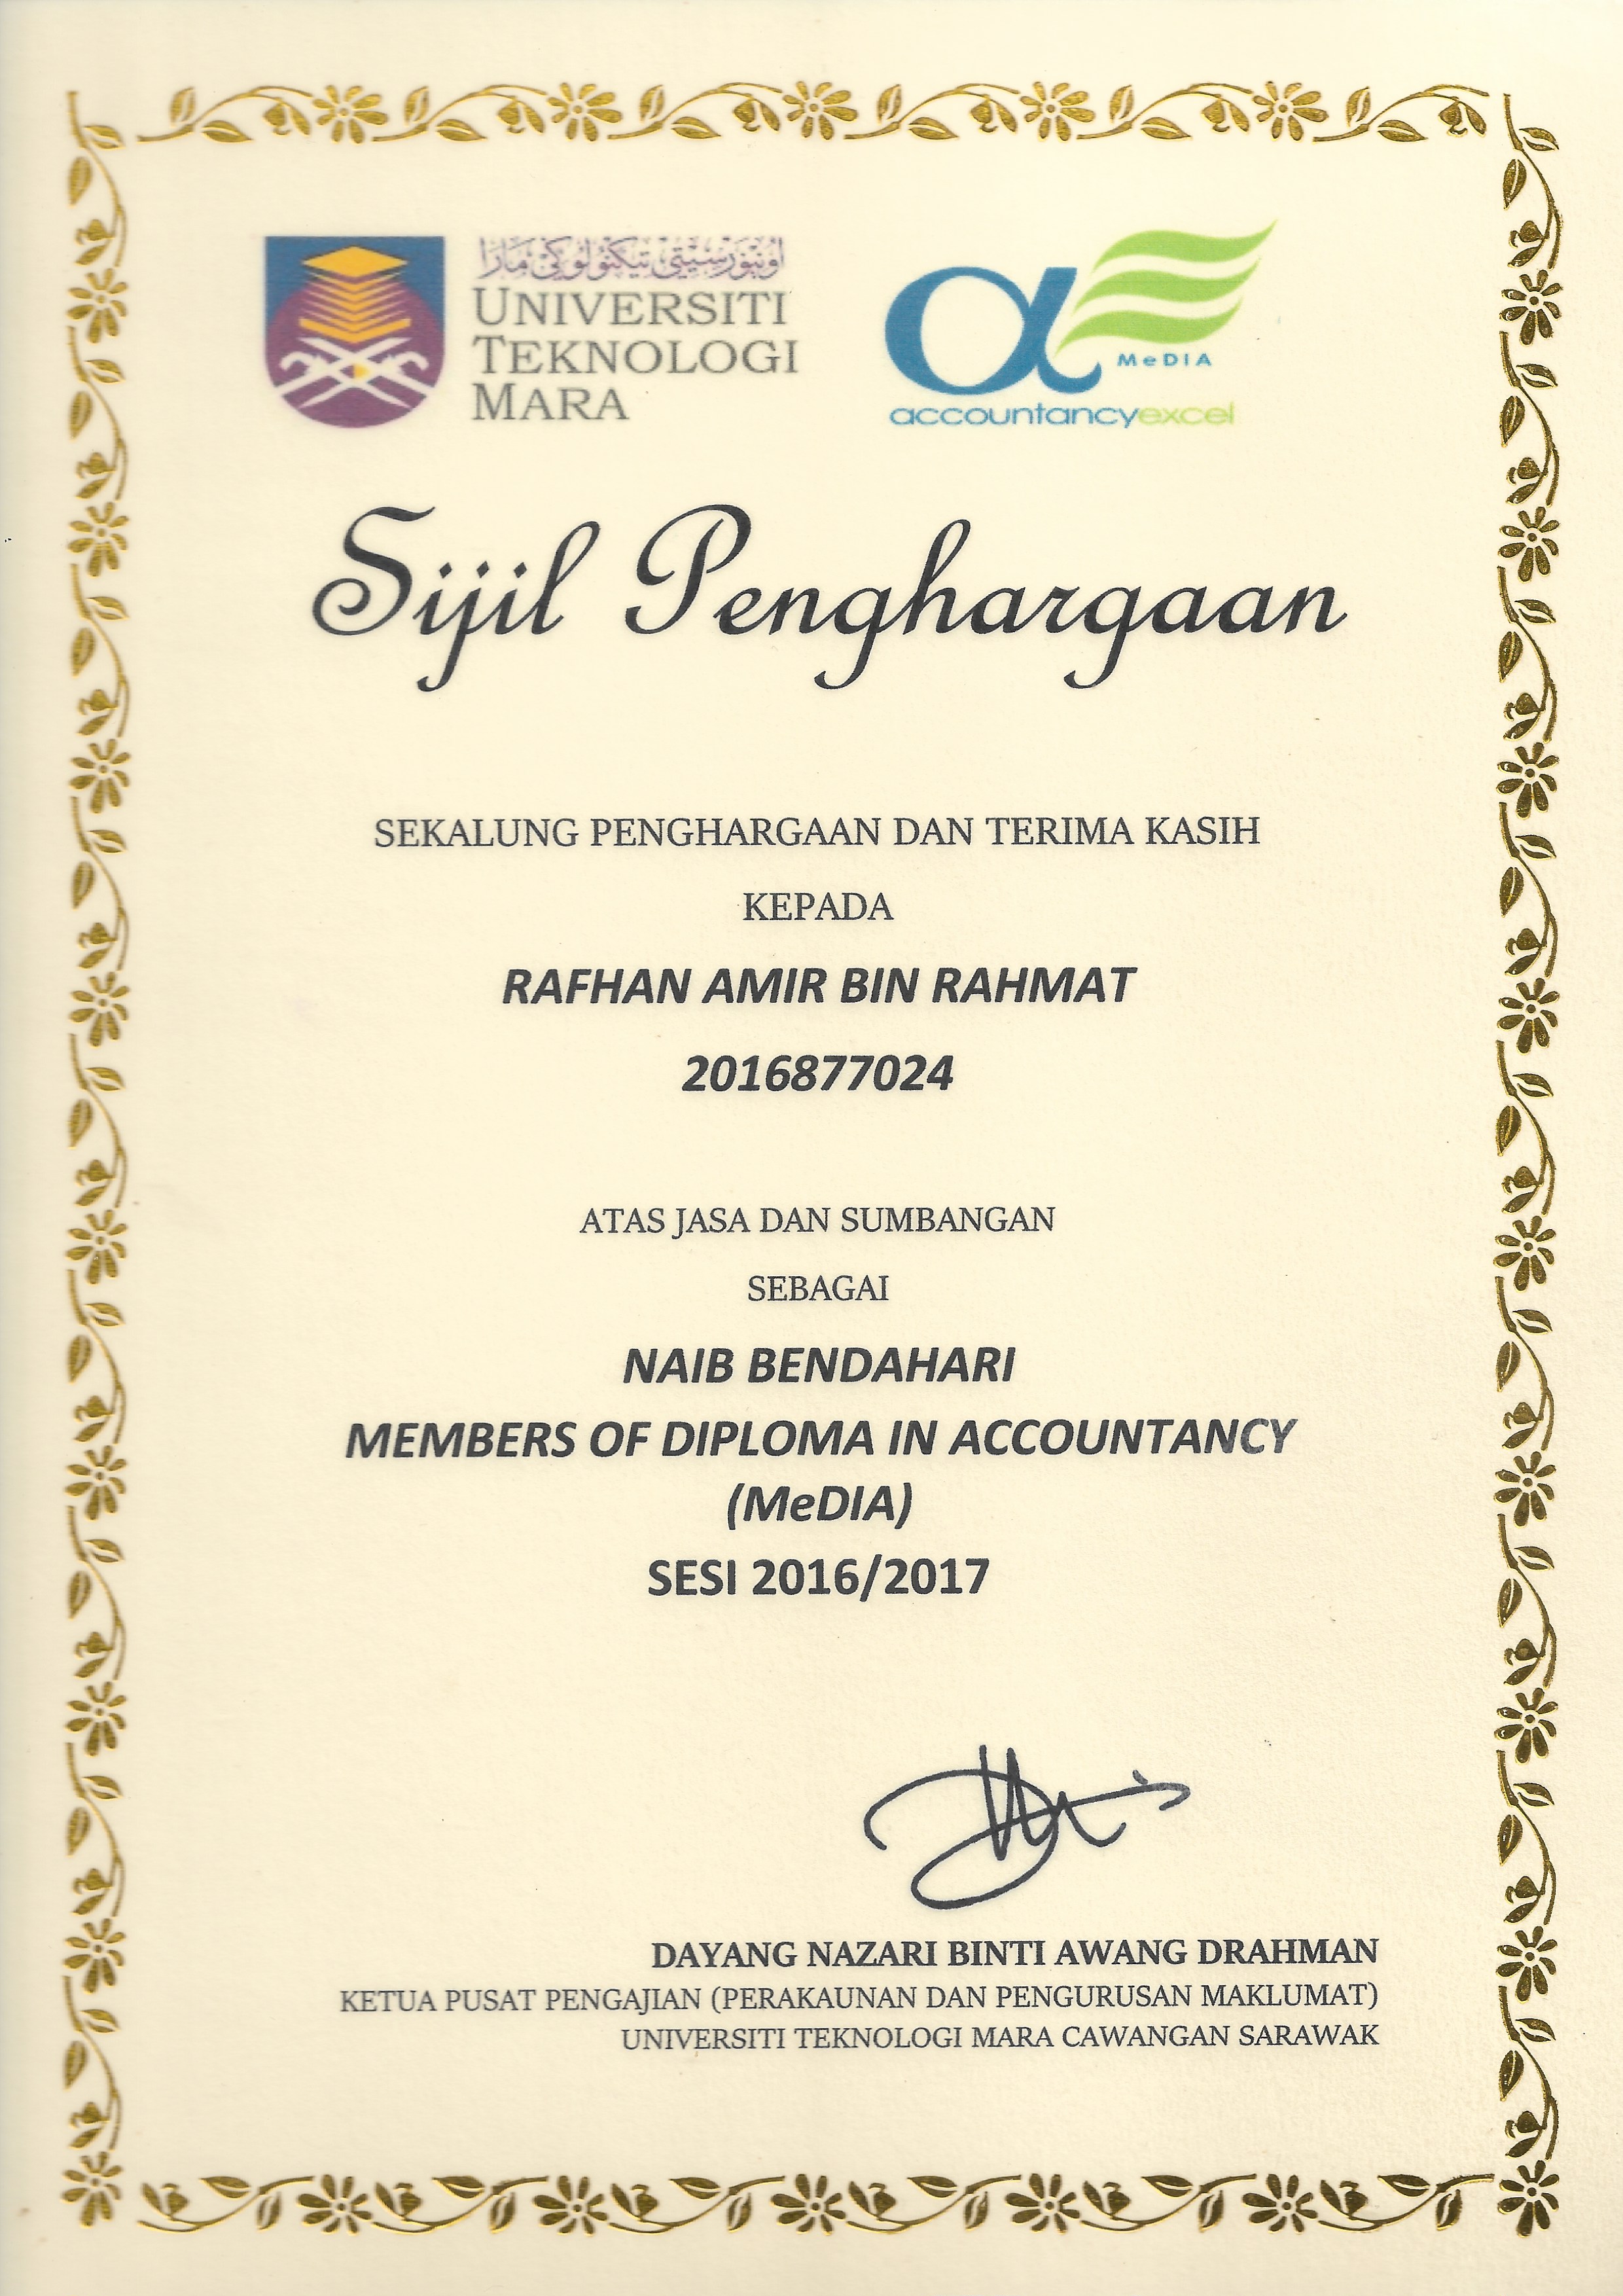 اونيۏرسيتي تيكنولوݢي مارا
UNIVERSITI
TEKNOLOGI
MARA
MeDIA
accountancyexcel
Sijil Penghargaan
SEKALUNG PENGHARGAAN DAN TERIMA KASIH
KEPADA
RAFHAN AMIR BIN RAHMAT
2016877024
ATAS JASA DAN SUMBANGAN
SEBAGAI
NAIB BENDAHARI
MEMBERS OF DIPLOMA IN ACCOUNTANCY
(MeDIA)
SESI 2016/2017
DAYANG NAZARI BINTI AWANG DRAHMAN
KETUA PUSAT PENGAJIAN (PERAKAUNAN DAN PENGURUSAN MAKLUMAT)
UNIVERSITI TEKNOLOGI MARA CAWANGAN SARAWAK